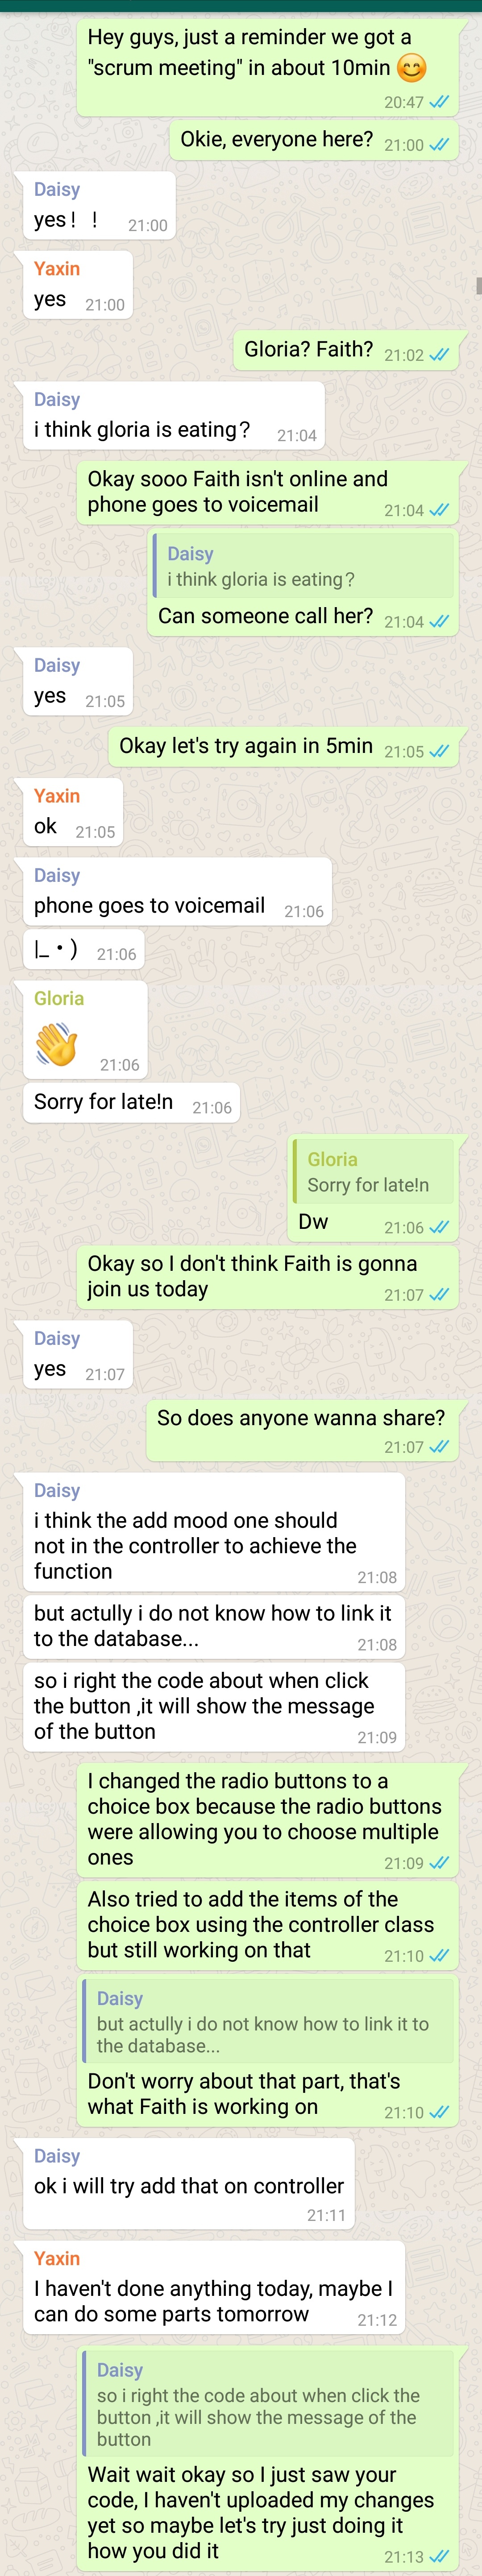 Hey guys, just a reminder we got a
"scrum meeting" in about 10min 😊
20:47
Okie, everyone here? 21:00
Daisy
yes！！ 21:00
Yaxin
yes 21:00
Gloria? Faith? 21:02
Daisy
i think gloria is eating？ 21:04
Okay sooo Faith isn't online and
phone goes to voicemail 21:04
Daisy
i think gloria is eating？
Can someone call her? 21:04
Daisy
yes 21:05
Okay let's try again in 5min 21:05
Yaxin
ok 21:05
Daisy
phone goes to voicemail 21:06
|_・) 21:06
Gloria
👋 21:06
Sorry for late!n 21:06
Gloria
Sorry for late!n
Dw 21:06
Okay so I don't think Faith is gonna
join us today 21:07
Daisy
yes 21:07
So does anyone wanna share?
21:07
Daisy
i think the add mood one should
not in the controller to achieve the
function 21:08
but actully i do not know how to link it
to the database... 21:08
so i right the code about when click
the button ,it will show the message
of the button 21:09
I changed the radio buttons to a
choice box because the radio buttons
were allowing you to choose multiple
ones 21:09
Also tried to add the items of the
choice box using the controller class
but still working on that 21:10
Daisy
but actully i do not know how to link it to
the database...
Don't worry about that part, that's
what Faith is working on 21:10
Daisy
ok i will try add that on controller
21:11
Yaxin
I haven't done anything today, maybe I
can do some parts tomorrow 21:12
Daisy
so i right the code about when click the
button ,it will show the message of the
button
Wait wait okay so I just saw your
code, I haven't uploaded my changes
yet so maybe let's try just doing it
how you did it 21:13